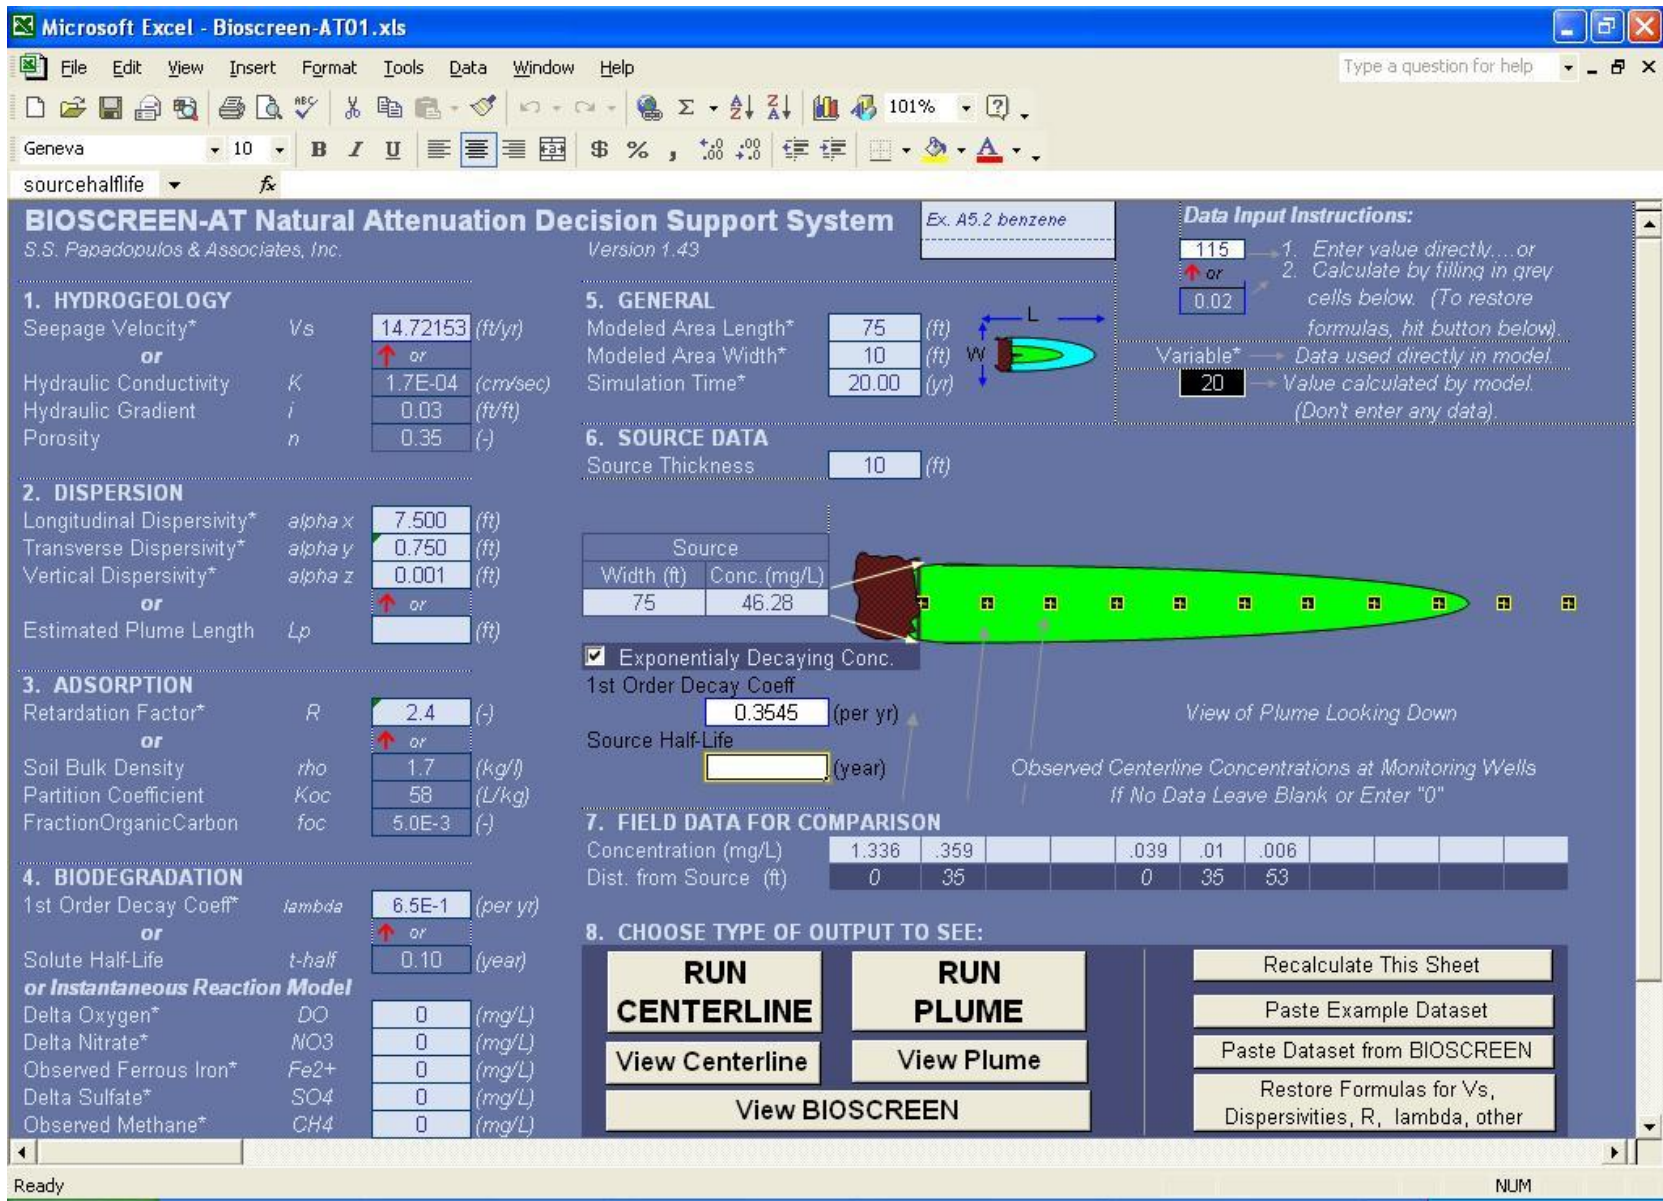 Microsoft Excel - Bioscreen-AT01.xls
File Edit View Insert Format Tools Data Window Help Type a question for help
ABC Σ A Z Z A 101% ?
Geneva 10 B I U a $ % , .00 .0 .00
sourcehalflife fx
BIOSCREEN-AT Natural Attenuation Decision Support System
S.S. Papadopulos & Associates, Inc. Version 1.43
Ex. A5.2 benzene
Data Input Instructions:
115 1. Enter value directly....or
or 2. Calculate by filling in grey
0.02 cells below. (To restore
formulas, hit button below).
Variable* Data used directly in model.
20 Value calculated by model.
(Don't enter any data).
1. HYDROGEOLOGY
Seepage Velocity* Vs 14.72153 (ft/yr)
or or
Hydraulic Conductivity K 1.7E-04 (cm/sec)
Hydraulic Gradient i 0.03 (ft/ft)
Porosity n 0.35 (-)
2. DISPERSION
Longitudinal Dispersivity* alpha x 7.500 (ft)
Transverse Dispersivity* alpha y 0.750 (ft)
Vertical Dispersivity* alpha z 0.001 (ft)
or or
Estimated Plume Length Lp (ft)
3. ADSORPTION
Retardation Factor* R 2.4 (-)
or or
Soil Bulk Density rho 1.7 (kg/l)
Partition Coefficient Koc 58 (L/kg)
FractionOrganicCarbon foc 5.0E-3 (-)
4. BIODEGRADATION
1st Order Decay Coeff* lambda 6.5E-1 (per yr)
or or
Solute Half-Life t-half 0.10 (year)
or Instantaneous Reaction Model
Delta Oxygen* DO 0 (mg/L)
Delta Nitrate* NO3 0 (mg/L)
Observed Ferrous Iron* Fe2+ 0 (mg/L)
Delta Sulfate* SO4 0 (mg/L)
Observed Methane* CH4 0 (mg/L)
5. GENERAL
Modeled Area Length* 75 (ft) L
Modeled Area Width* 10 (ft) W
Simulation Time* 20.00 (yr)
6. SOURCE DATA
Source Thickness 10 (ft)
Source
Width (ft) Conc.(mg/L)
75 46.28
Exponentialy Decaying Conc.
1st Order Decay Coeff
0.3545 (per yr)
Source Half-Life
(year)
View of Plume Looking Down
Observed Centerline Concentrations at Monitoring Wells
If No Data Leave Blank or Enter "0"
7. FIELD DATA FOR COMPARISON
Concentration (mg/L) 1.336 .359 .039 .01 .006
Dist. from Source (ft) 0 35 0 35 53
8. CHOOSE TYPE OF OUTPUT TO SEE:
RUN CENTERLINE
RUN PLUME
View Centerline
View Plume
View BIOSCREEN
Recalculate This Sheet
Paste Example Dataset
Paste Dataset from BIOSCREEN
Restore Formulas for Vs,
Dispersivities, R, lambda, other
Ready NUM